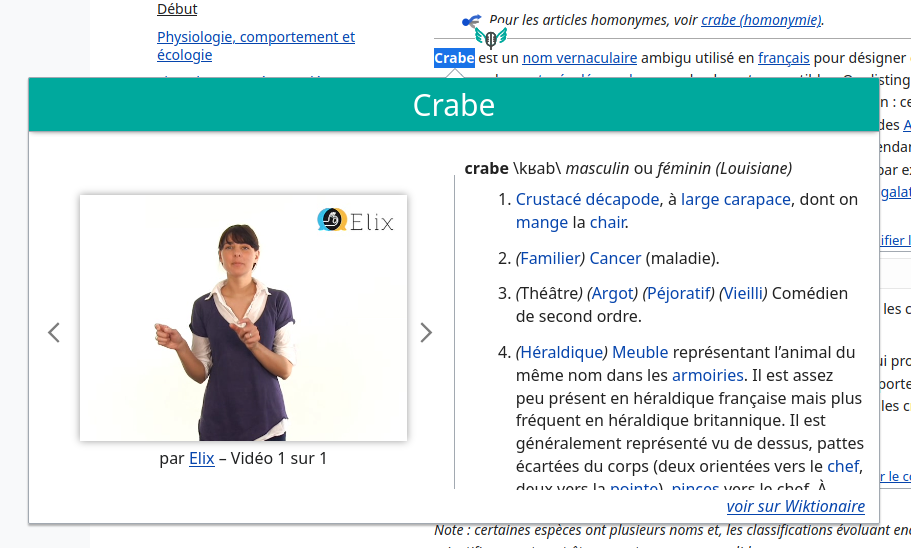 Début
Physiologie, comportement et
écologie
Pour les articles homonymes, voir crabe (homonymie).
Crabe est un nom vernaculaire ambigu utilisé en français pour désigner
Crabe
Elix
par Elix – Vidéo 1 sur 1
crabe \kʁab\ masculin ou féminin (Louisiane)
1. Crustacé décapode, à large carapace, dont on
mange la chair.
2. (Familier) Cancer (maladie).
3. (Théâtre) (Argot) (Péjoratif) (Vieilli) Comédien
de second ordre.
4. (Héraldique) Meuble représentant l’animal du
même nom dans les armoiries. Il est assez
peu présent en héraldique française mais plus
fréquent en héraldique britannique. Il est
généralement représenté vu de dessus, pattes
écartées du corps (deux orientées vers le chef,
deux vers la pointe), pinces vers le chef. À
voir sur Wiktionaire
Note : certaines espèces ont plusieurs noms et, les classifications évoluant